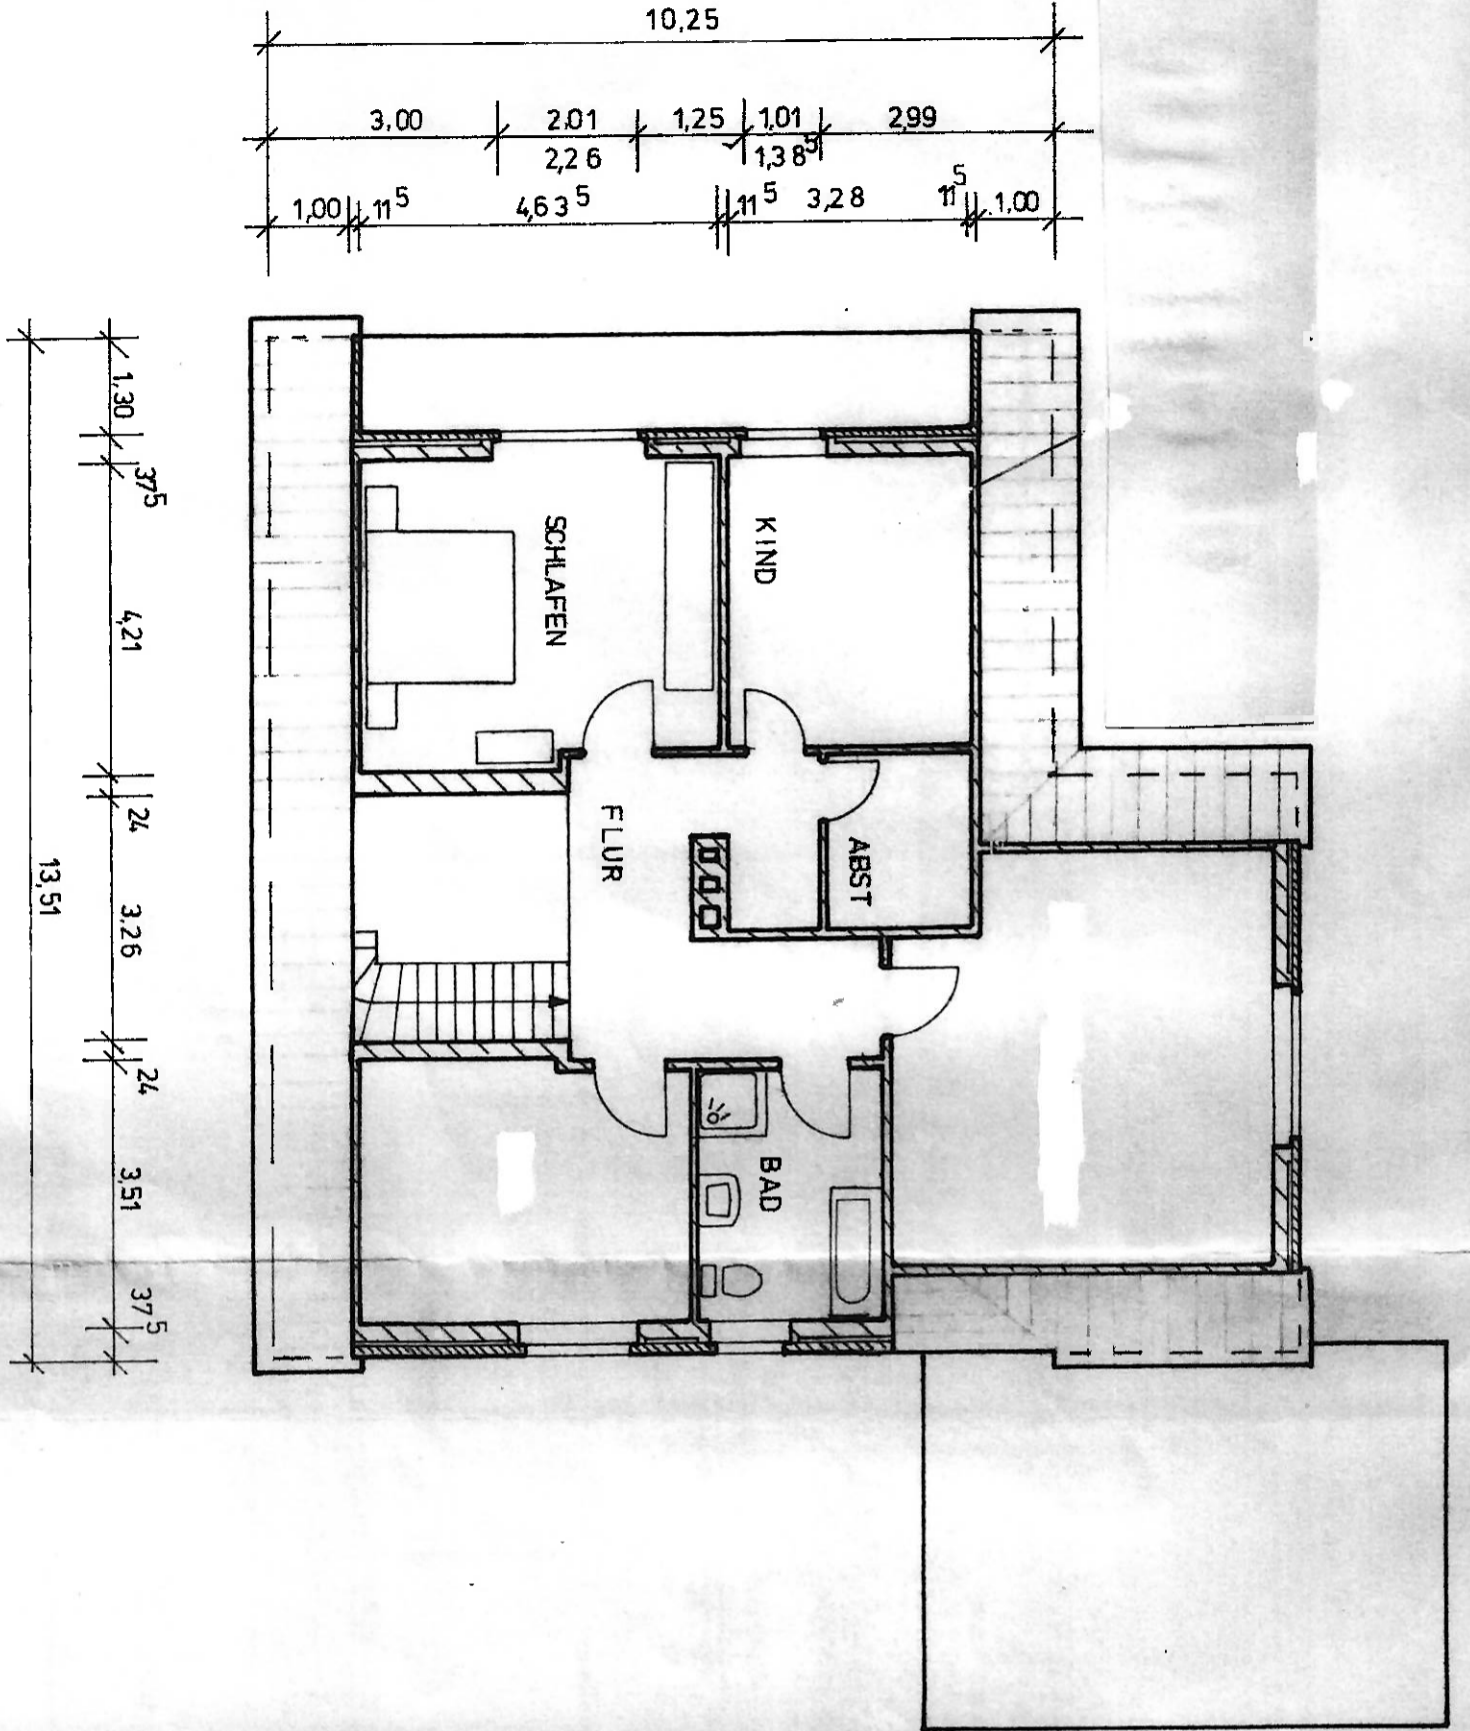 10,25
3,00 2.01 1,25 1,01 2,99
2,26 1,38⁵
1,00 11⁵ 4,63⁵ 11⁵ 3,28 11⁵ 1,00
1,30
37⁵
4,21
24
3,26
24
3,51
37⁵
13,51
SCHLAFEN
KIND
FLUR
ABST
BAD